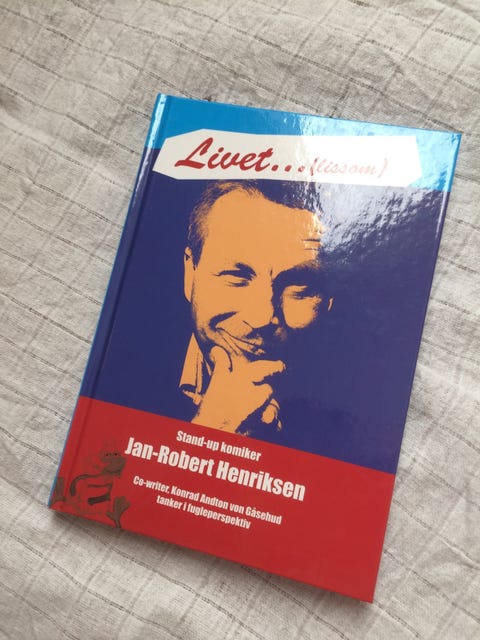 Livet...(lissom)
Stand-up komiker
Jan-Robert Henriksen
Co-writer, Konrad Andton von Gåsehud
tanker i fugleperspektiv